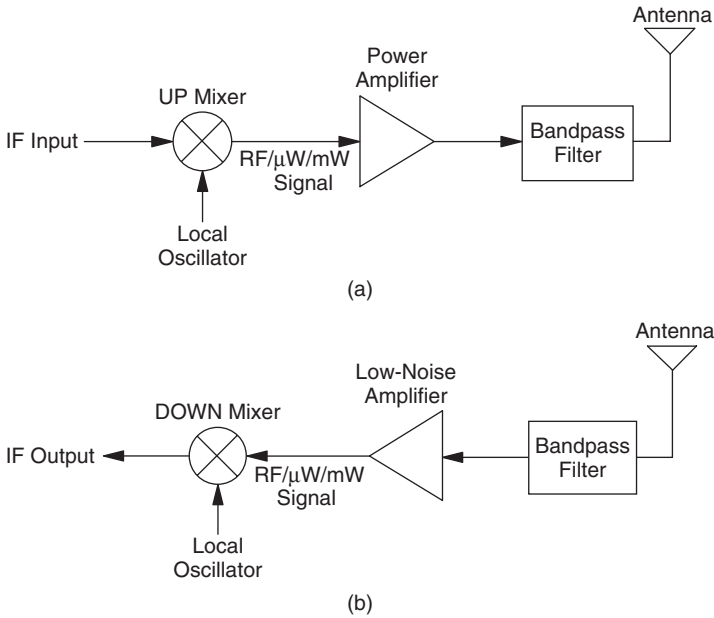 Antenna
Power
Amplifier
UP Mixer
IF Input
RF/μW/mW
Signal
Bandpass
Filter
Local
Oscillator
(a)
Antenna
Low-Noise
Amplifier
DOWN Mixer
IF Output
RF/μW/mW
Signal
Bandpass
Filter
Local
Oscillator
(b)